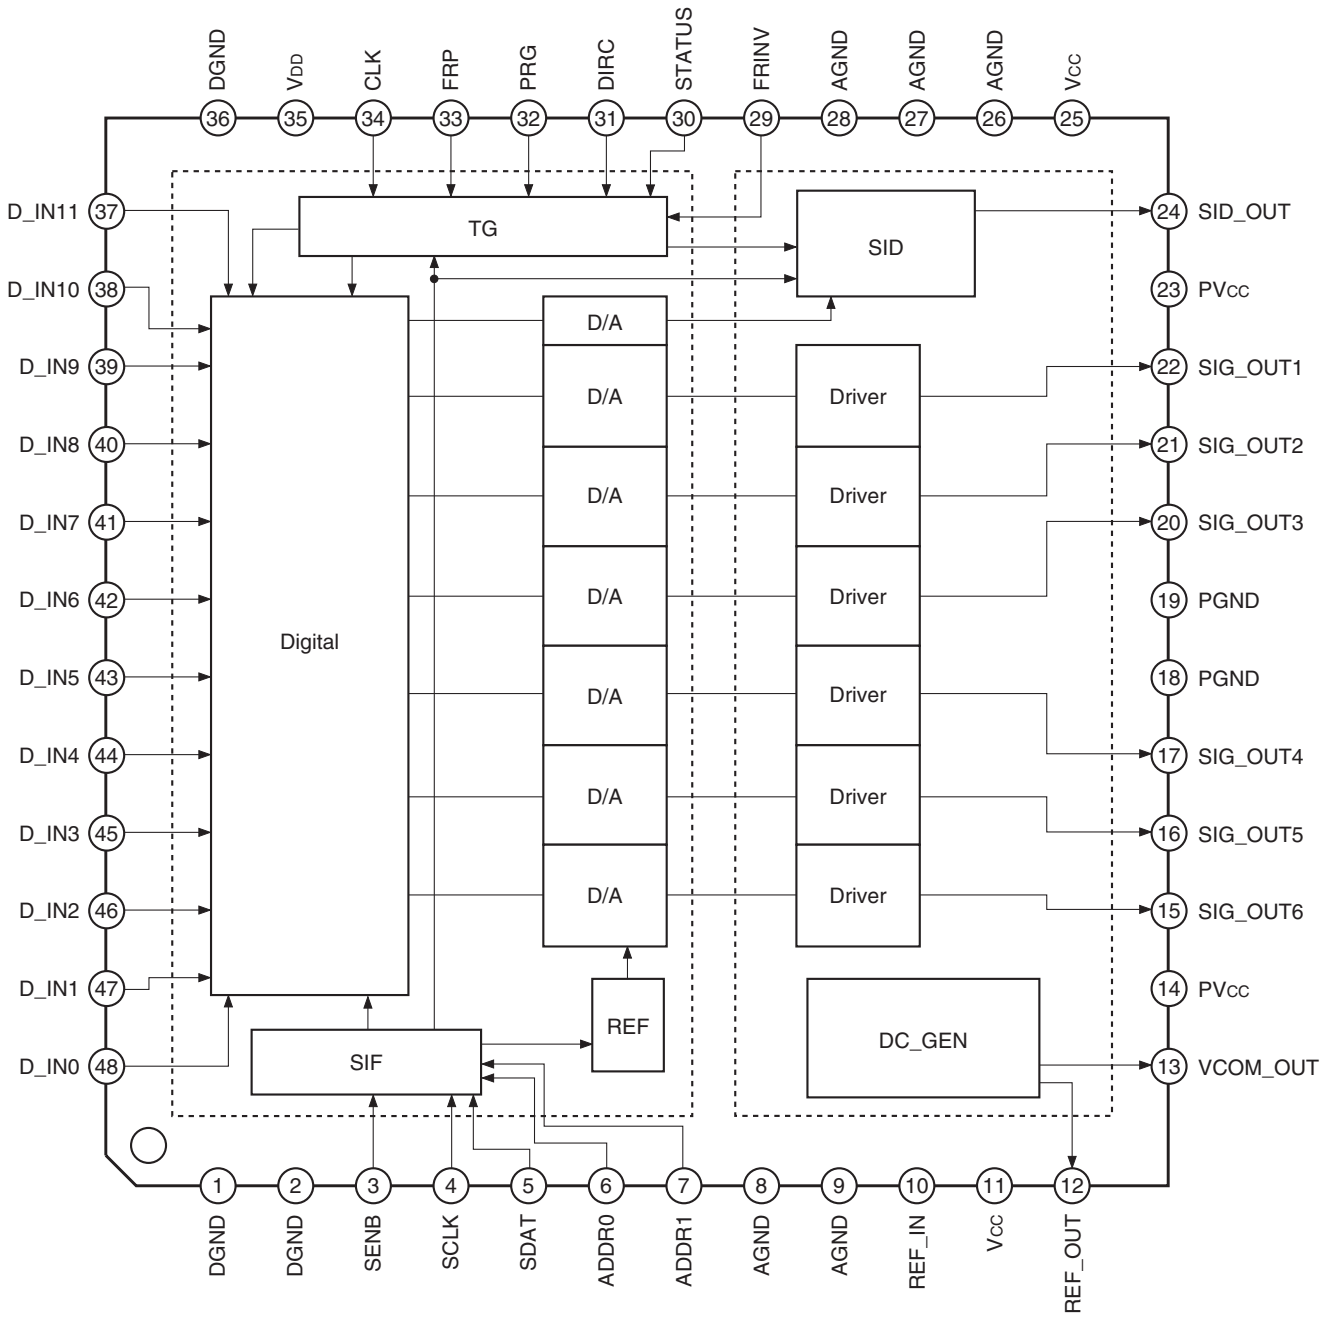 DGND
VDD
CLK
FRP
PRG
DIRC
STATUS
FRINV
AGND
AGND
AGND
VCC
36
35
34
33
32
31
30
29
28
27
26
25
D_IN11 37
TG
SID
24 SID_OUT
D_IN10 38
23 PVCC
D/A
D_IN9 39
22 SIG_OUT1
D/A
Driver
D_IN8 40
21 SIG_OUT2
D/A
Driver
D_IN7 41
20 SIG_OUT3
D_IN6 42
D/A
Driver
19 PGND
Digital
D_IN5 43
18 PGND
D/A
Driver
D_IN4 44
17 SIG_OUT4
D/A
Driver
D_IN3 45
16 SIG_OUT5
D/A
Driver
D_IN2 46
15 SIG_OUT6
D_IN1 47
14 PVCC
REF
DC_GEN
SIF
D_IN0 48
13 VCOM_OUT
1
2
3
4
5
6
7
8
9
10
11
12
DGND
DGND
SENB
SCLK
SDAT
ADDR0
ADDR1
AGND
AGND
REF_IN
VCC
REF_OUT